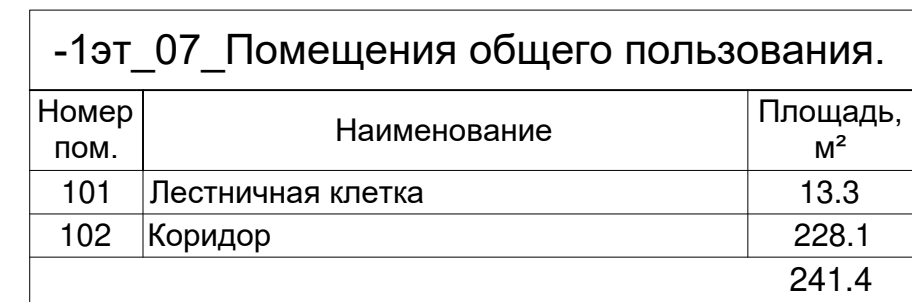 -1эт_07_Помещения общего пользования.
Номер пом. Наименование Площадь, м²
101 Лестничная клетка 13.3
102 Коридор 228.1
241.4